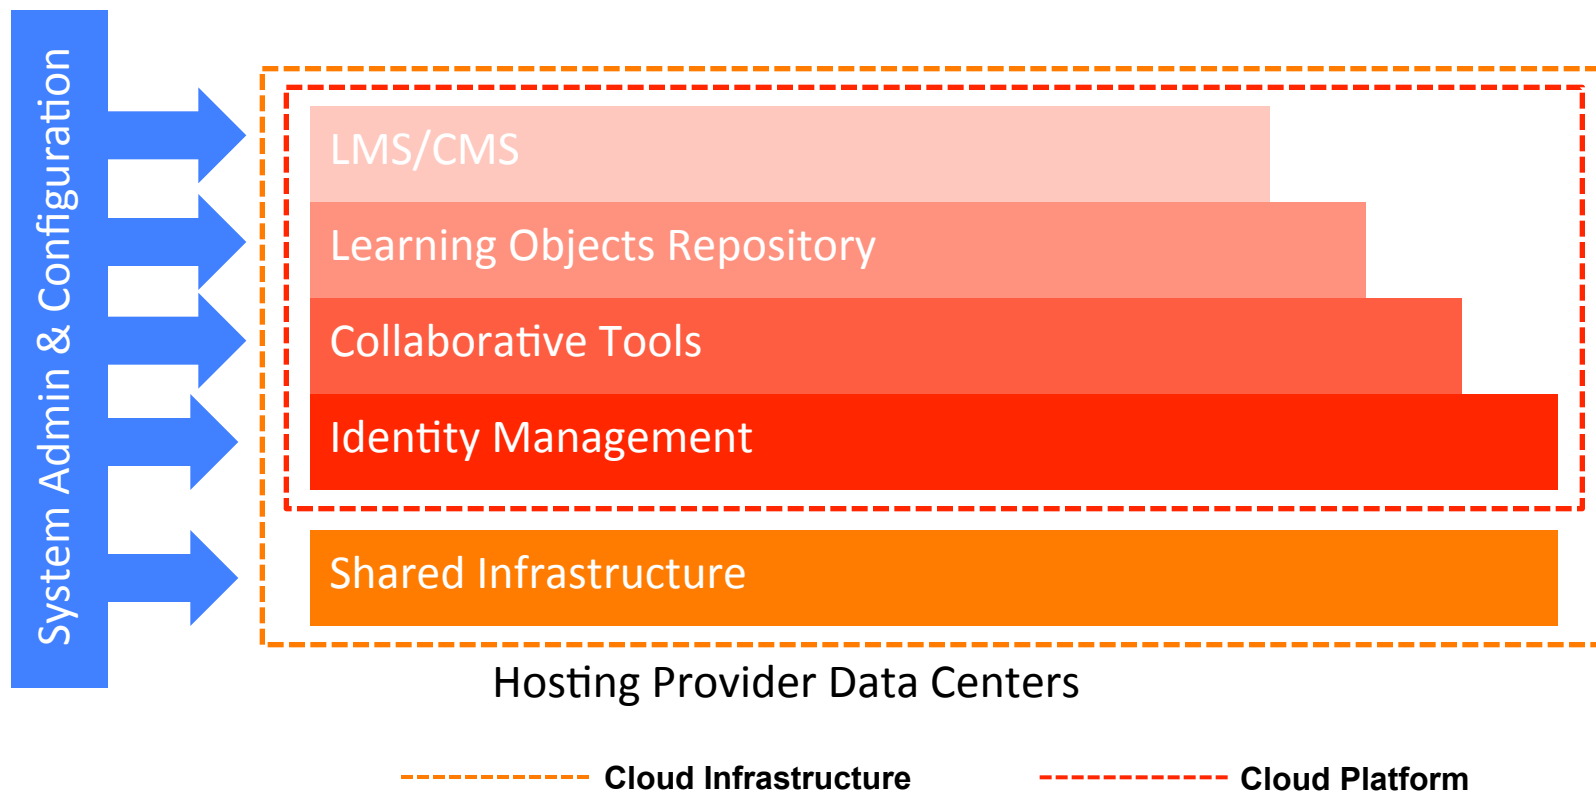 System Admin & Configuration
LMS/CMS
Learning Objects Repository
Collaborative Tools
Identity Management
Shared Infrastructure
Hosting Provider Data Centers
Cloud Infrastructure
Cloud Platform